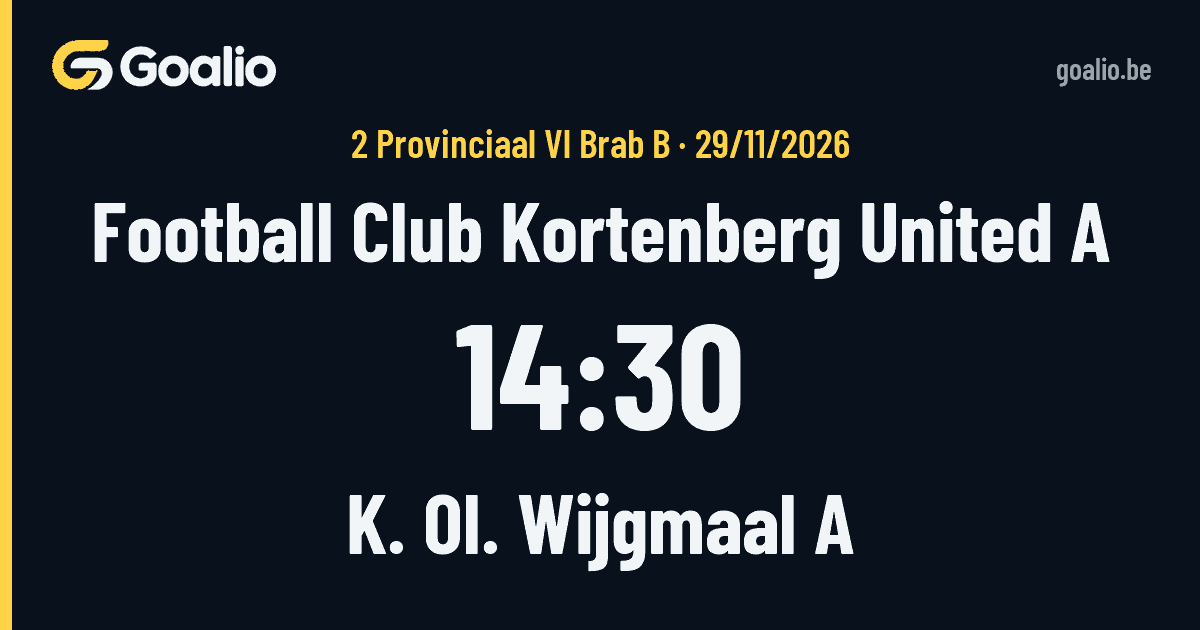 Goalio
goalio.be
2 Provinciaal Vl Brab B · 29/11/2026
Football Club Kortenberg United A
14:30
K. Ol. Wijgmaal A